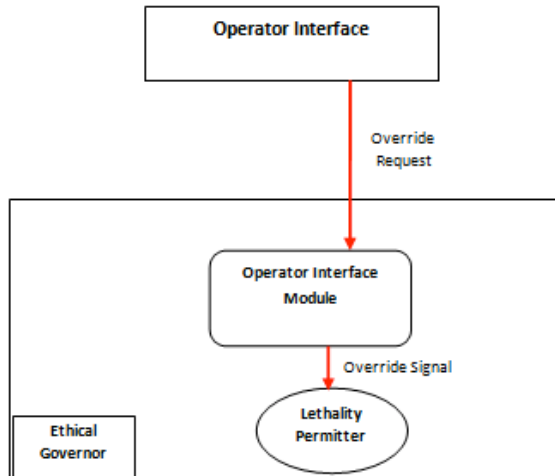 Operator Interface
Override
Request
Operator Interface
Module
Override Signal
Lethality
Permitter
Ethical
Governor